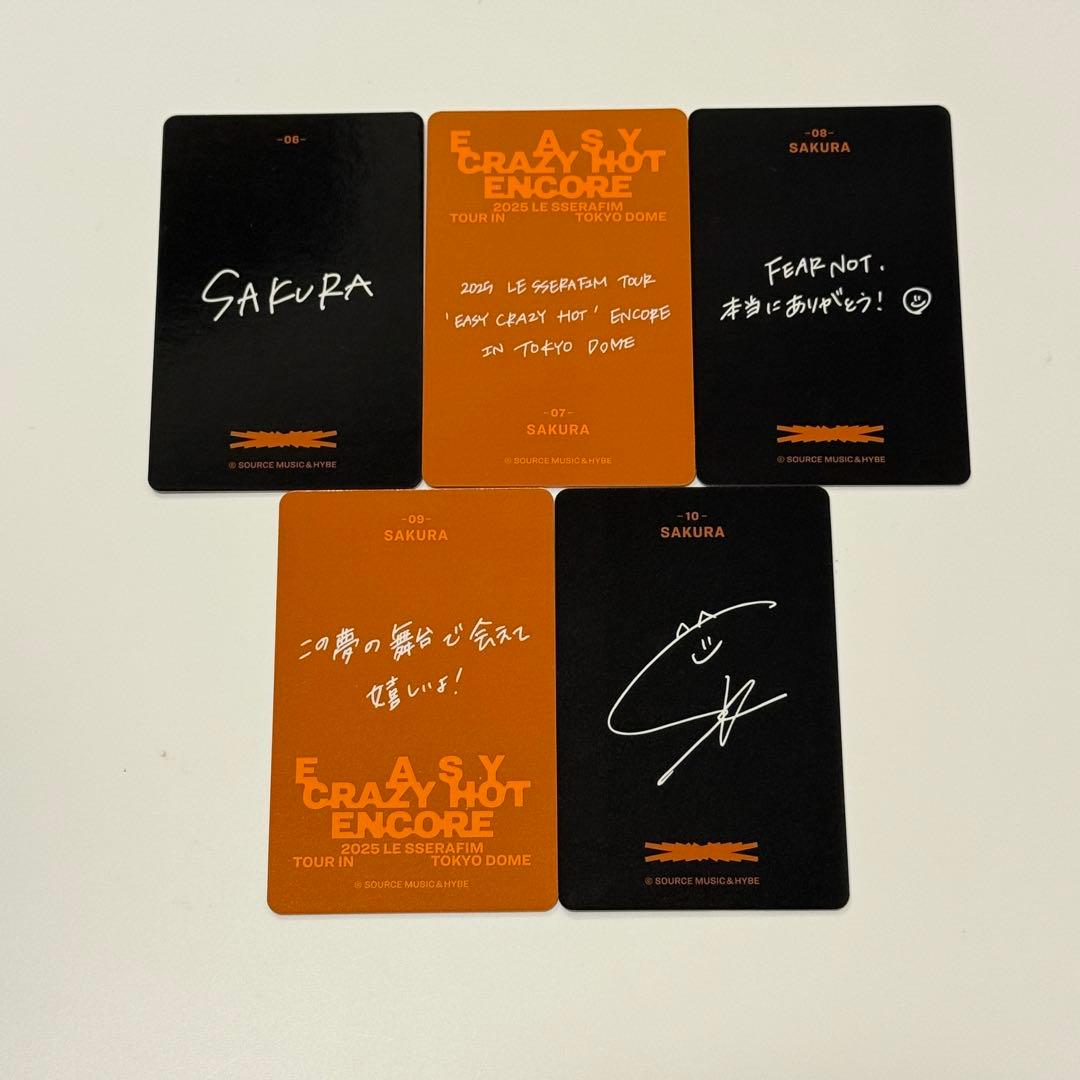 -06-
SAKURA
© SOURCE MUSIC & HYBE
E ASY
CRAZY HOT
ENCORE
2025 LE SSERAFIM
TOUR IN TOKYO DOME
2025 LE SSERAFIM TOUR
'EASY CRAZY HOT' ENCORE
IN TOKYO DOME
-07-
SAKURA
© SOURCE MUSIC & HYBE
-08-
SAKURA
FEARNOT.
本当にありがとう!
© SOURCE MUSIC & HYBE
-09-
SAKURA
この夢の舞台で会えて
嬉しいよ!
E ASY
CRAZY HOT
ENCORE
2025 LE SSERAFIM
TOUR IN TOKYO DOME
© SOURCE MUSIC & HYBE
-10-
SAKURA
© SOURCE MUSIC & HYBE